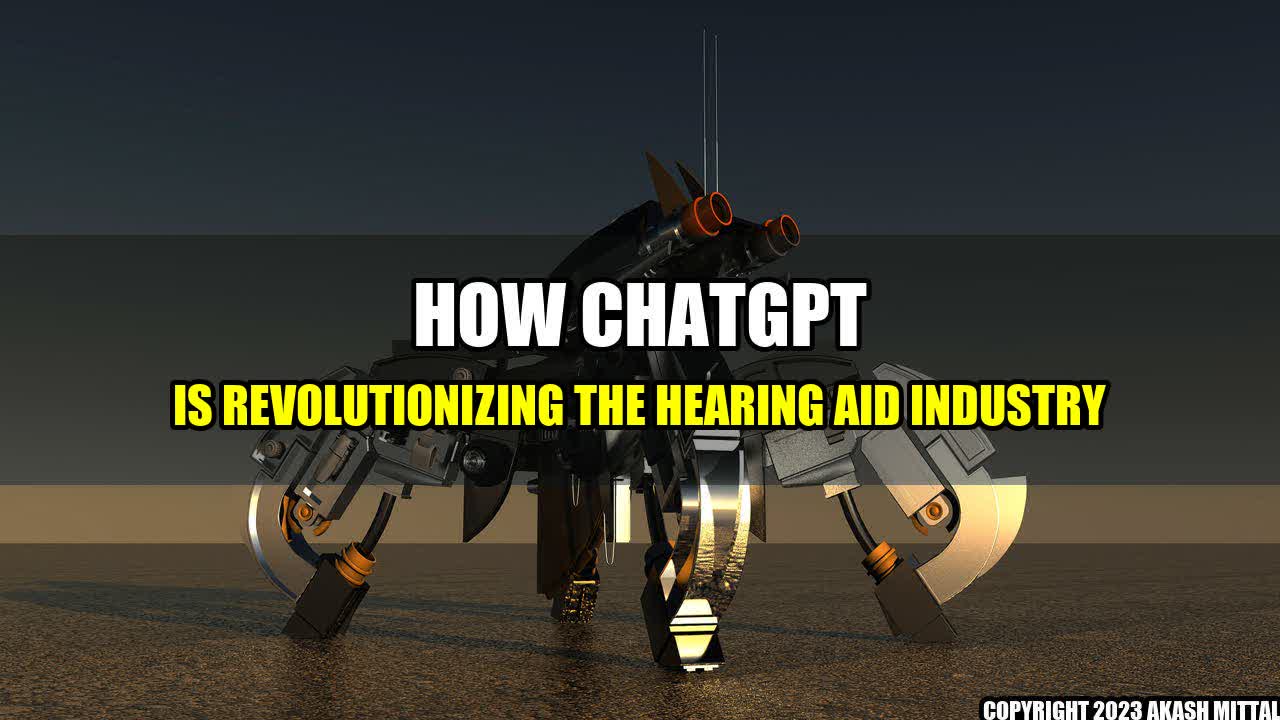 HOW CHATGPT
IS REVOLUTIONIZING THE HEARING AID INDUSTRY
COPYRIGHT 2023 AKASH MITTAL